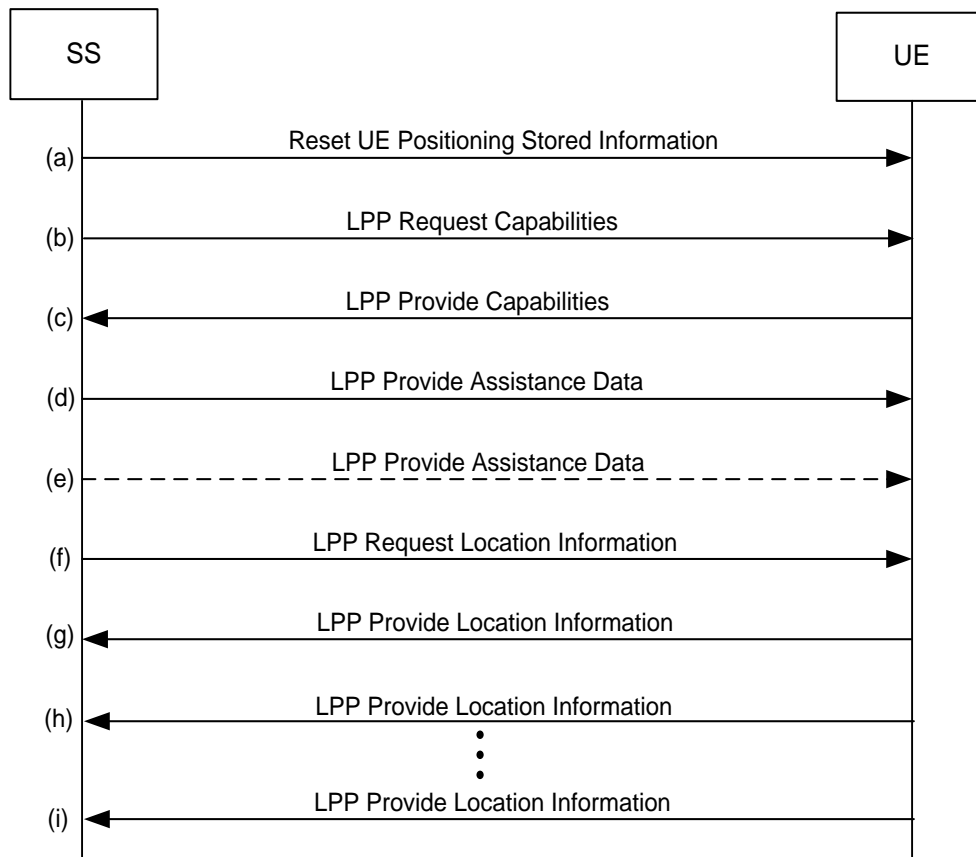 SS
UE
(a) Reset UE Positioning Stored Information
(b) LPP Request Capabilities
(c) LPP Provide Capabilities
(d) LPP Provide Assistance Data
(e) LPP Provide Assistance Data
(f) LPP Request Location Information
(g) LPP Provide Location Information
(h) LPP Provide Location Information
(i) LPP Provide Location Information